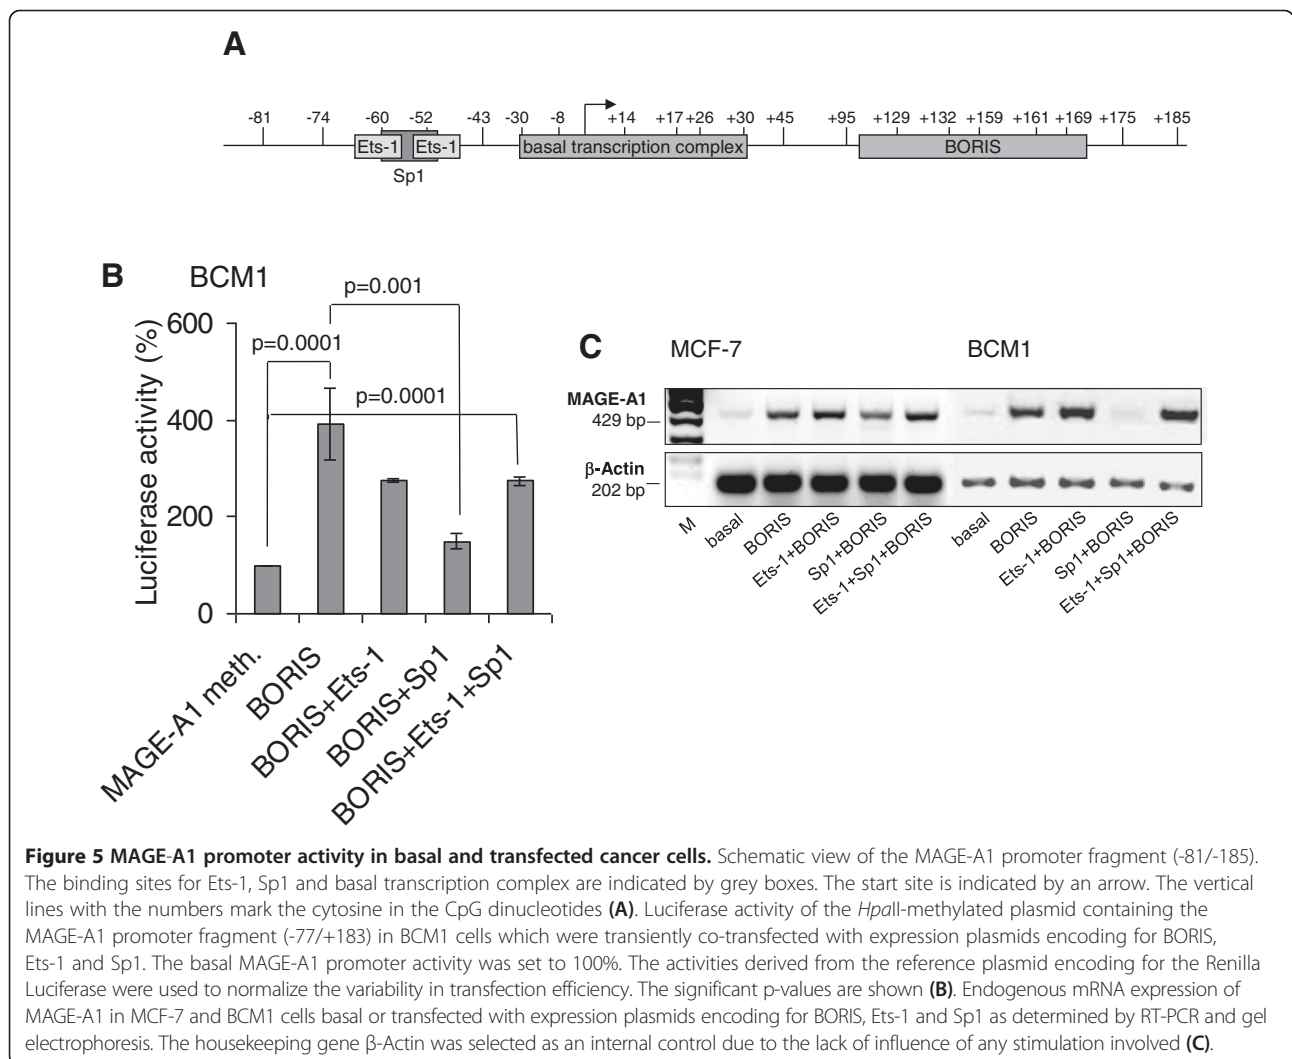 A
-81 -74 -60 -52 -43 -30 -8 +14 +17 +26 +30 +45 +95 +129 +132 +159 +161 +169 +175 +185
Ets-1 Ets-1 basal transcription complex BORIS
Sp1
B BCM1
p=0.001
p=0.0001
p=0.0001
Luciferase activity (%)
600
400
200
0
MAGE-A1 meth.
BORIS
BORIS+Ets-1
BORIS+Sp1
BORIS+Ets-1+Sp1
C MCF-7 BCM1
MAGE-A1
429 bp
β-Actin
202 bp
M basal BORIS Ets-1+BORIS Sp1+BORIS Ets-1+Sp1+BORIS basal BORIS Ets-1+BORIS Sp1+BORIS Ets-1+Sp1+BORIS
Figure 5 MAGE-A1 promoter activity in basal and transfected cancer cells. Schematic view of the MAGE-A1 promoter fragment (-81/-185).
The binding sites for Ets-1, Sp1 and basal transcription complex are indicated by grey boxes. The start site is indicated by an arrow. The vertical
lines with the numbers mark the cytosine in the CpG dinucleotides (A). Luciferase activity of the HpaII-methylated plasmid containing the
MAGE-A1 promoter fragment (-77/+183) in BCM1 cells which were transiently co-transfected with expression plasmids encoding for BORIS,
Ets-1 and Sp1. The basal MAGE-A1 promoter activity was set to 100%. The activities derived from the reference plasmid encoding for the Renilla
Luciferase were used to normalize the variability in transfection efficiency. The significant p-values are shown (B). Endogenous mRNA expression of
MAGE-A1 in MCF-7 and BCM1 cells basal or transfected with expression plasmids encoding for BORIS, Ets-1 and Sp1 as determined by RT-PCR and gel
electrophoresis. The housekeeping gene β-Actin was selected as an internal control due to the lack of influence of any stimulation involved (C).